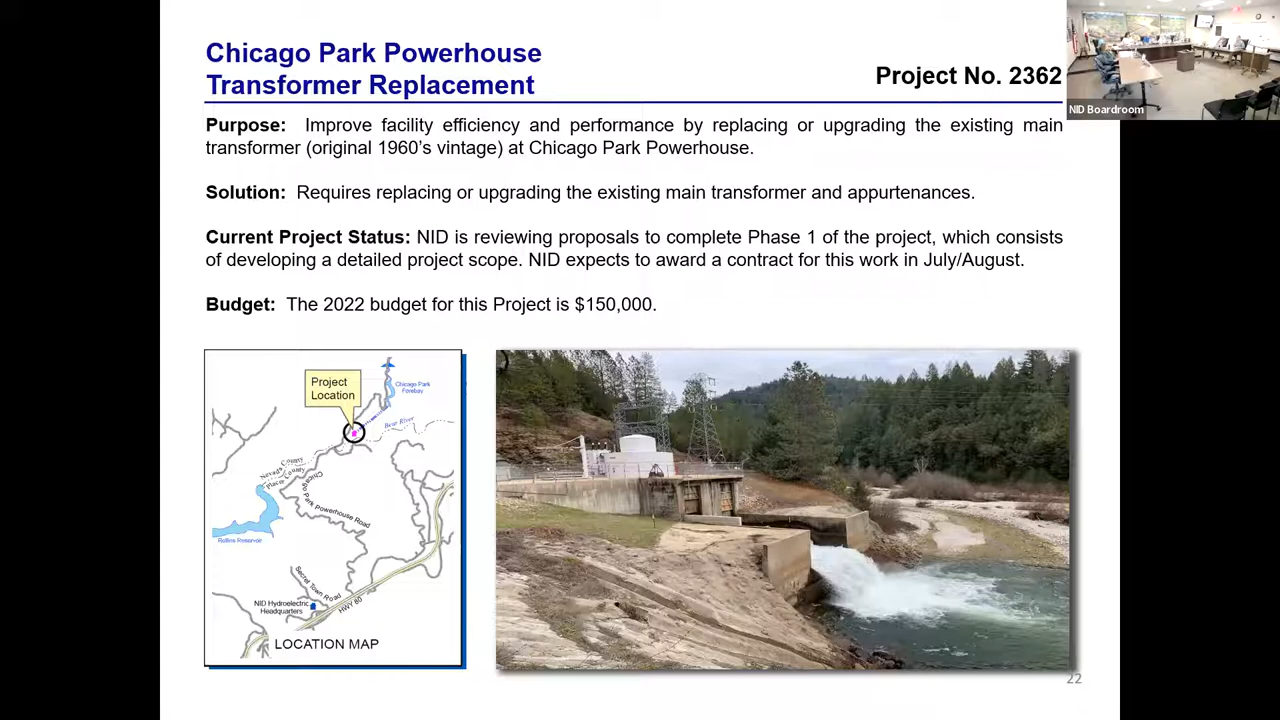 Chicago Park Powerhouse
Transformer Replacement
Project No. 2362
NID Boardroom
Purpose: Improve facility efficiency and performance by replacing or upgrading the existing main
transformer (original 1960's vintage) at Chicago Park Powerhouse.
Solution: Requires replacing or upgrading the existing main transformer and appurtenances.
Current Project Status: NID is reviewing proposals to complete Phase 1 of the project, which consists
of developing a detailed project scope. NID expects to award a contract for this work in July/August.
Budget: The 2022 budget for this Project is $150,000.
Project
Location
Chicago Park
Forebay
Bear River
Nevada County
Placer County
Chicago Park Powerhouse Road
Rollins Reservoir
Secret Town Road
NID Hydroelectric
Headquarters
HWY 80
LOCATION MAP
22